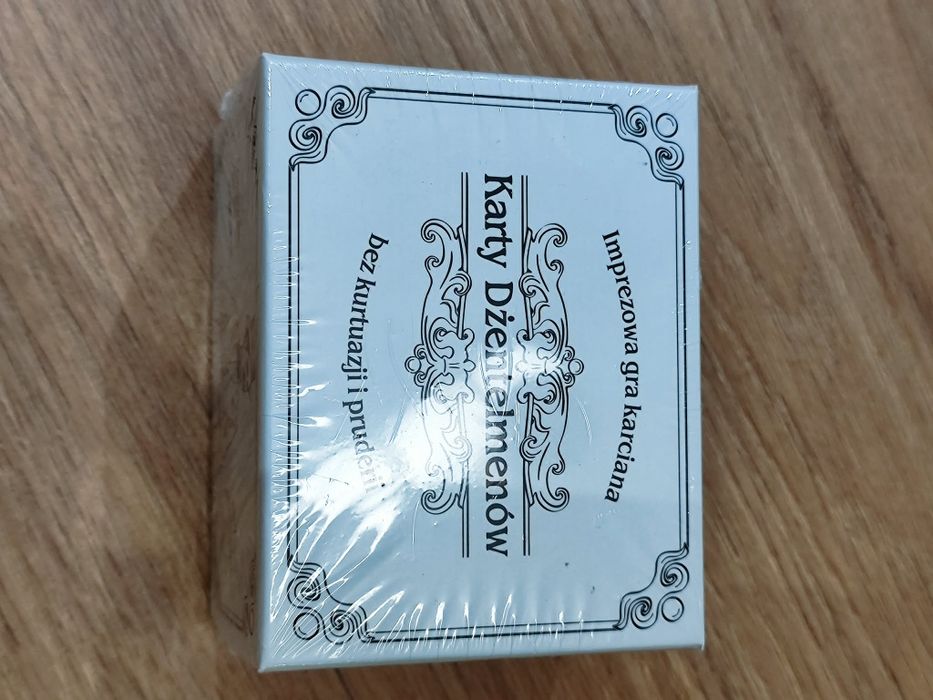 Imprezowa gra karciana
Karty Dżentelmenów
bez kurtuazji i pruderii